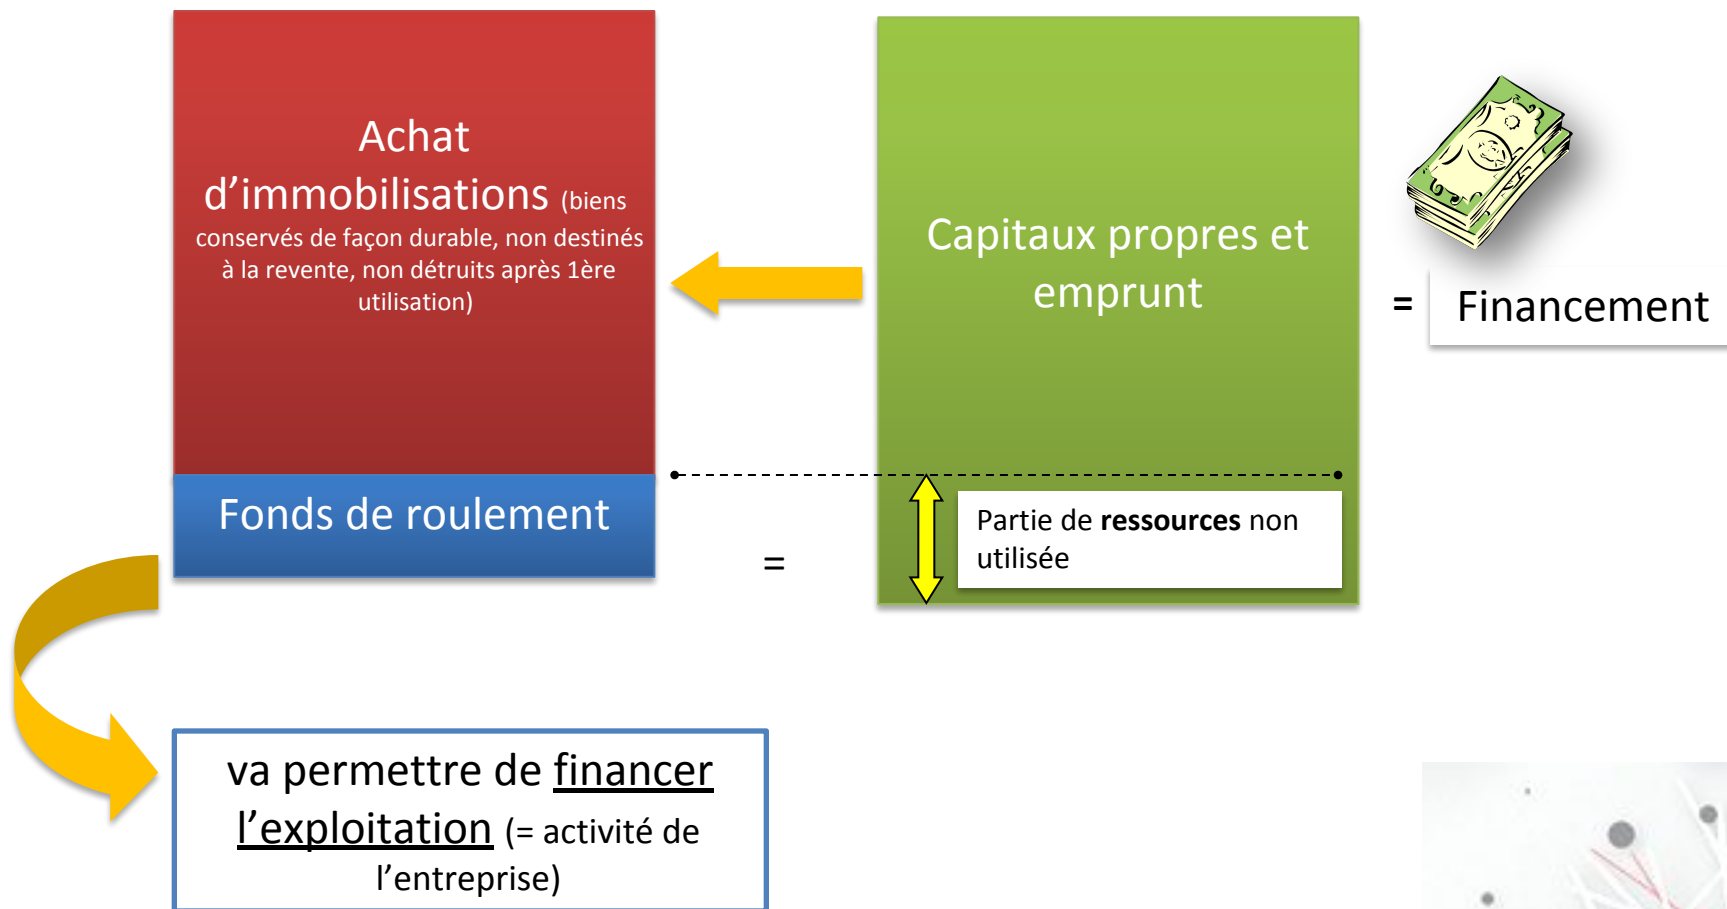 Achat
d’immobilisations (biens
conservés de façon durable, non destinés
à la revente, non détruits après 1ère
utilisation)
Capitaux propres et
emprunt
= Financement
Fonds de roulement
=
Partie de ressources non
utilisée
va permettre de financer
l’exploitation (= activité de
l’entreprise)